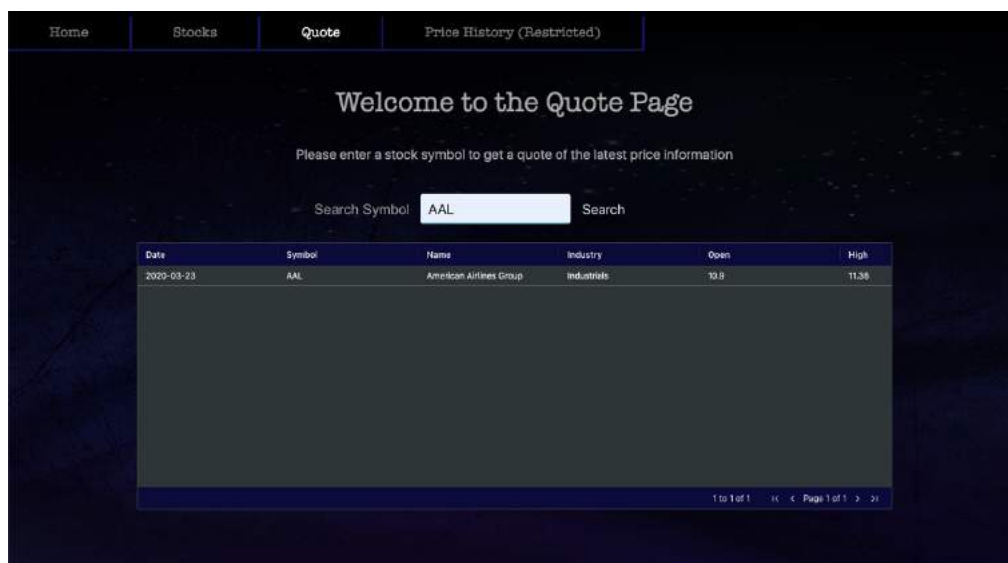 Home Stocks Quote Price History (Restricted)
Welcome to the Quote Page
Please enter a stock symbol to get a quote of the latest price information
Search Symbol AAL Search
Date Symbol Name Industry Open High
2020-03-23 AAL American Airlines Group Industrials 10.9 11.36
1 to 1 of 1 Page 1 of 1